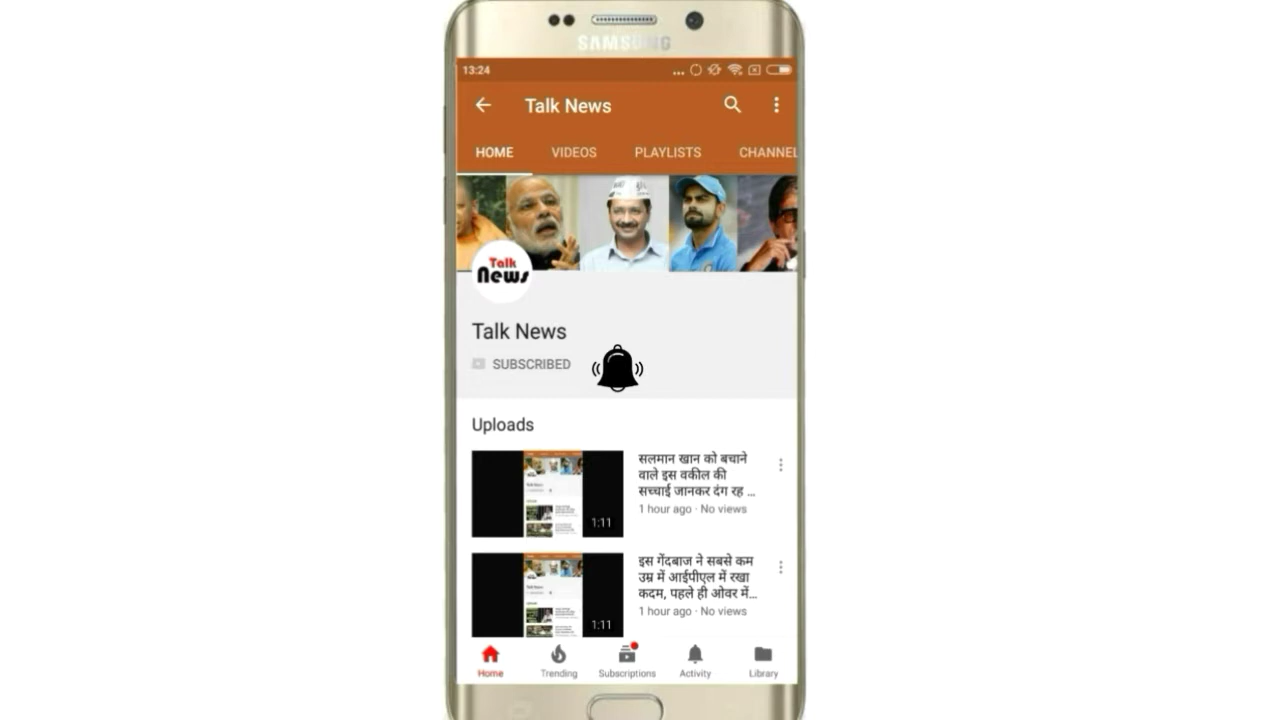 SAMSUNG
13:24
Talk News
HOME VIDEOS PLAYLISTS CHANNEL
Talk
News
Talk News
SUBSCRIBED
Uploads
सलमान खान को बचाने
वाले इस वकील की
सच्चाई जानकर दंग रह ...
1 hour ago · No views
1:11
इस गेंदबाज ने सबसे कम
उम्र में आईपीएल में रखा
कदम, पहले ही ओवर में...
1 hour ago · No views
1:11
Home Trending Subscriptions Activity Library